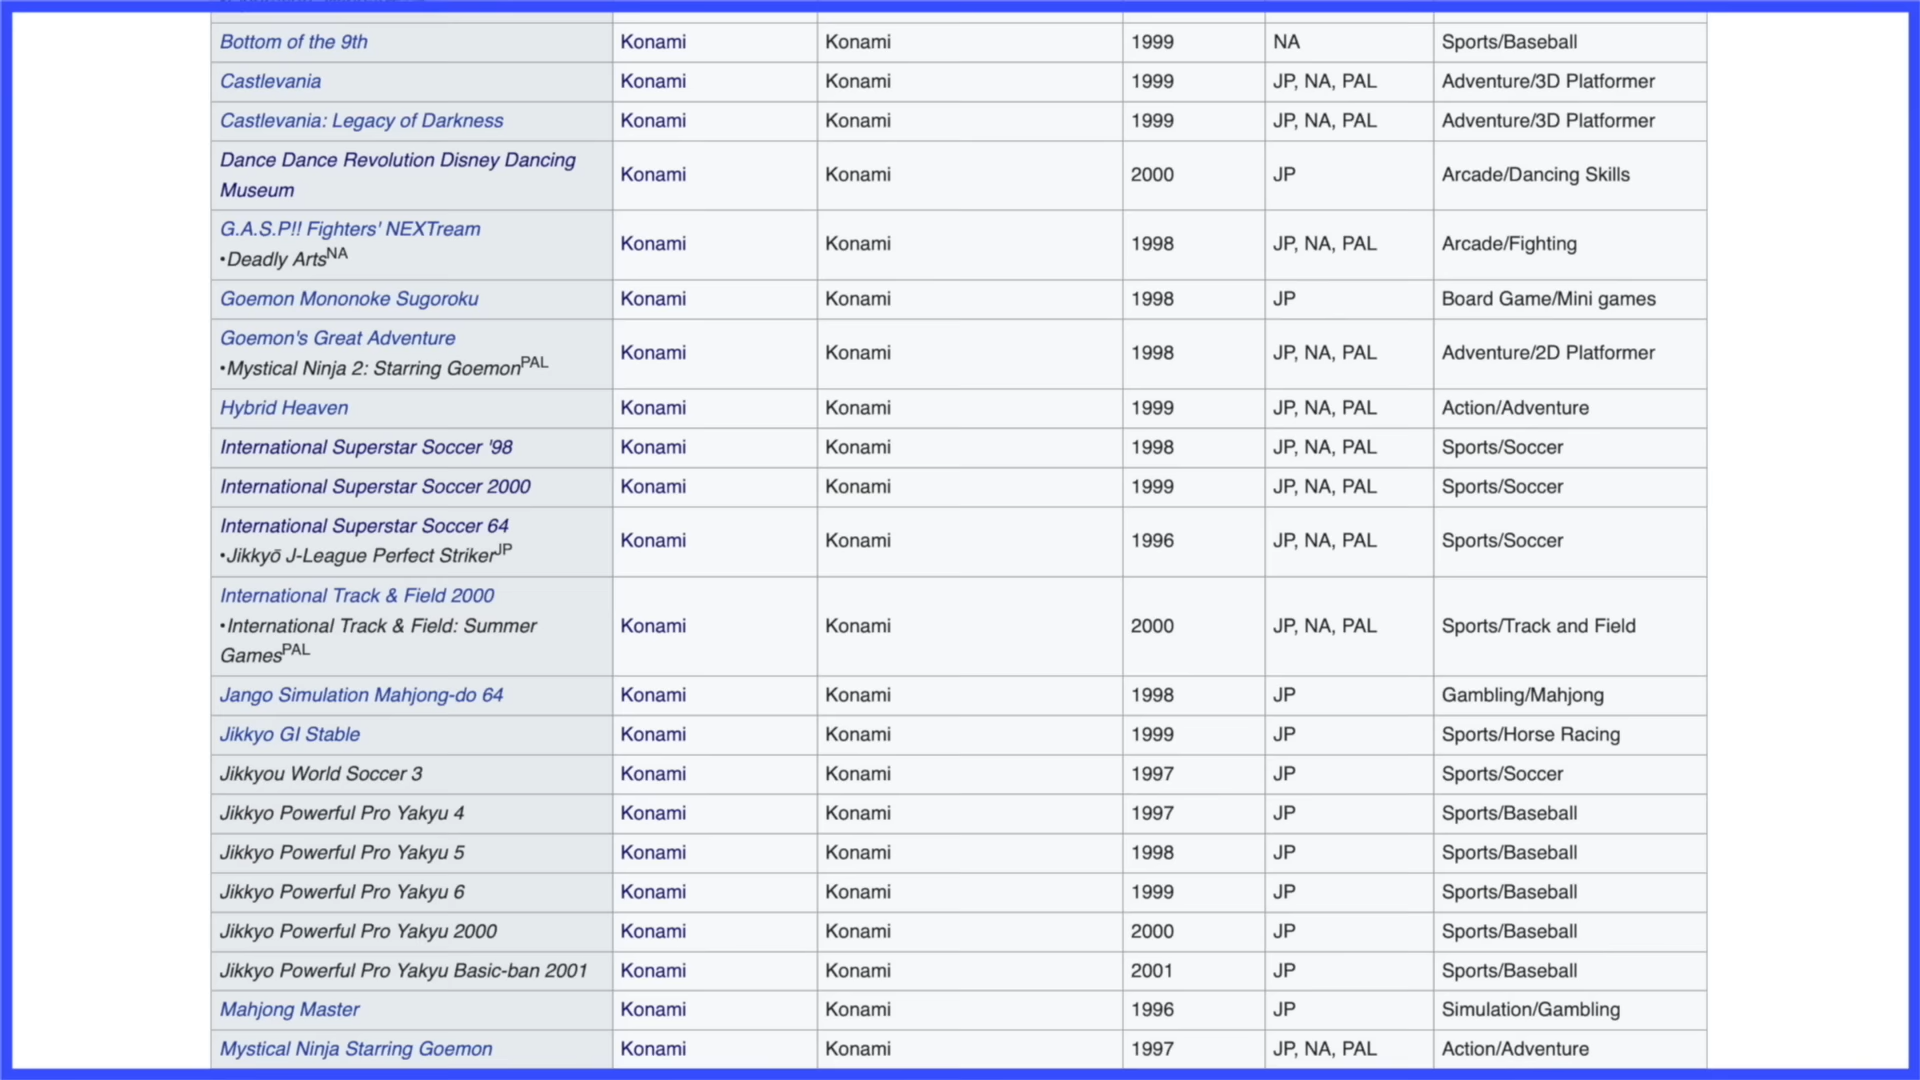 Bottom of the 9th Konami Konami 1999 NA Sports/Baseball
Castlevania Konami Konami 1999 JP, NA, PAL Adventure/3D Platformer
Castlevania: Legacy of Darkness Konami Konami 1999 JP, NA, PAL Adventure/3D Platformer
Dance Dance Revolution Disney Dancing
Museum Konami Konami 2000 JP Arcade/Dancing Skills
G.A.S.P!! Fighters' NEXTream
•Deadly ArtsNA Konami Konami 1998 JP, NA, PAL Arcade/Fighting
Goemon Mononoke Sugoroku Konami Konami 1998 JP Board Game/Mini games
Goemon's Great Adventure
•Mystical Ninja 2: Starring GoemonPAL Konami Konami 1998 JP, NA, PAL Adventure/2D Platformer
Hybrid Heaven Konami Konami 1999 JP, NA, PAL Action/Adventure
International Superstar Soccer '98 Konami Konami 1998 JP, NA, PAL Sports/Soccer
International Superstar Soccer 2000 Konami Konami 1999 JP, NA, PAL Sports/Soccer
International Superstar Soccer 64
•Jikkyō J-League Perfect StrikerJP Konami Konami 1996 JP, NA, PAL Sports/Soccer
International Track & Field 2000
•International Track & Field: Summer
GamesPAL Konami Konami 2000 JP, NA, PAL Sports/Track and Field
Jango Simulation Mahjong-do 64 Konami Konami 1998 JP Gambling/Mahjong
Jikkyo GI Stable Konami Konami 1999 JP Sports/Horse Racing
Jikkyou World Soccer 3 Konami Konami 1997 JP Sports/Soccer
Jikkyo Powerful Pro Yakyu 4 Konami Konami 1997 JP Sports/Baseball
Jikkyo Powerful Pro Yakyu 5 Konami Konami 1998 JP Sports/Baseball
Jikkyo Powerful Pro Yakyu 6 Konami Konami 1999 JP Sports/Baseball
Jikkyo Powerful Pro Yakyu 2000 Konami Konami 2000 JP Sports/Baseball
Jikkyo Powerful Pro Yakyu Basic-ban 2001 Konami Konami 2001 JP Sports/Baseball
Mahjong Master Konami Konami 1996 JP Simulation/Gambling
Mystical Ninja Starring Goemon Konami Konami 1997 JP, NA, PAL Action/Adventure